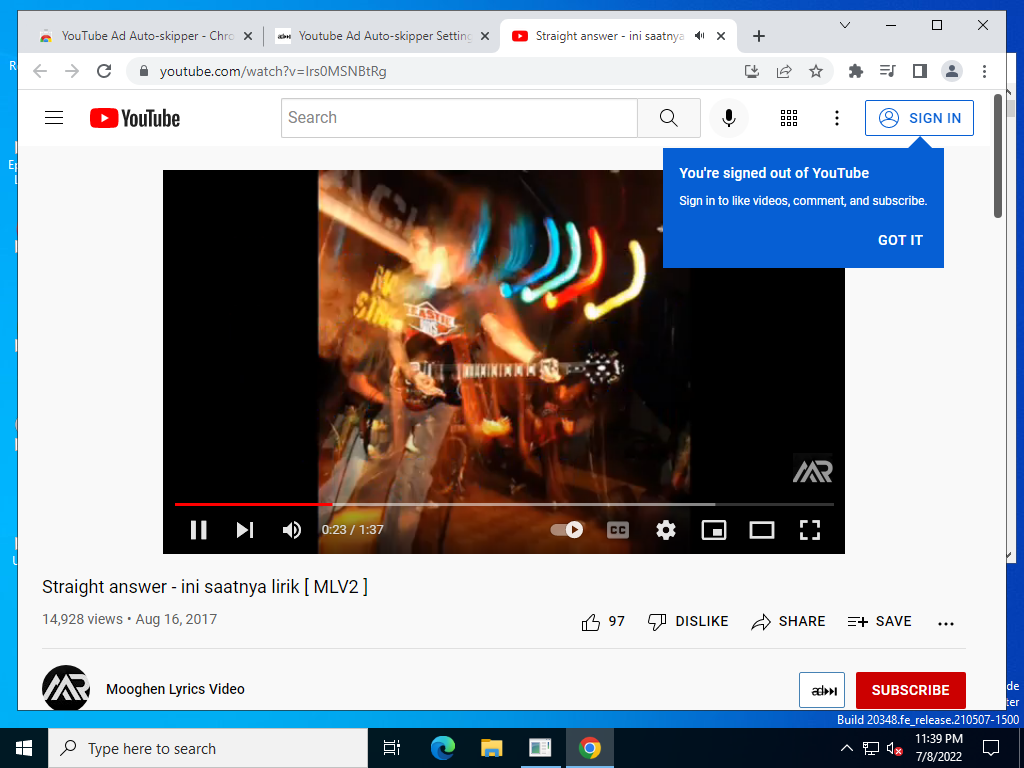 YouTube Ad Auto-skipper - Chro
Youtube Ad Auto-skipper Setting
Straight answer - ini saatnya
youtube.com/watch?v=Irs0MSNBtRg
YouTube
Search
SIGN IN
You're signed out of YouTube
Sign in to like videos, comment, and subscribe.
GOT IT
MR
0:23 / 1:37
CC
Straight answer - ini saatnya lirik [ MLV2 ]
14,928 views • Aug 16, 2017
97
DISLIKE
SHARE
SAVE
Mooghen Lyrics Video
ad
SUBSCRIBE
Build 20348.fe_release.210507-1500
Type here to search
11:39 PM
7/8/2022